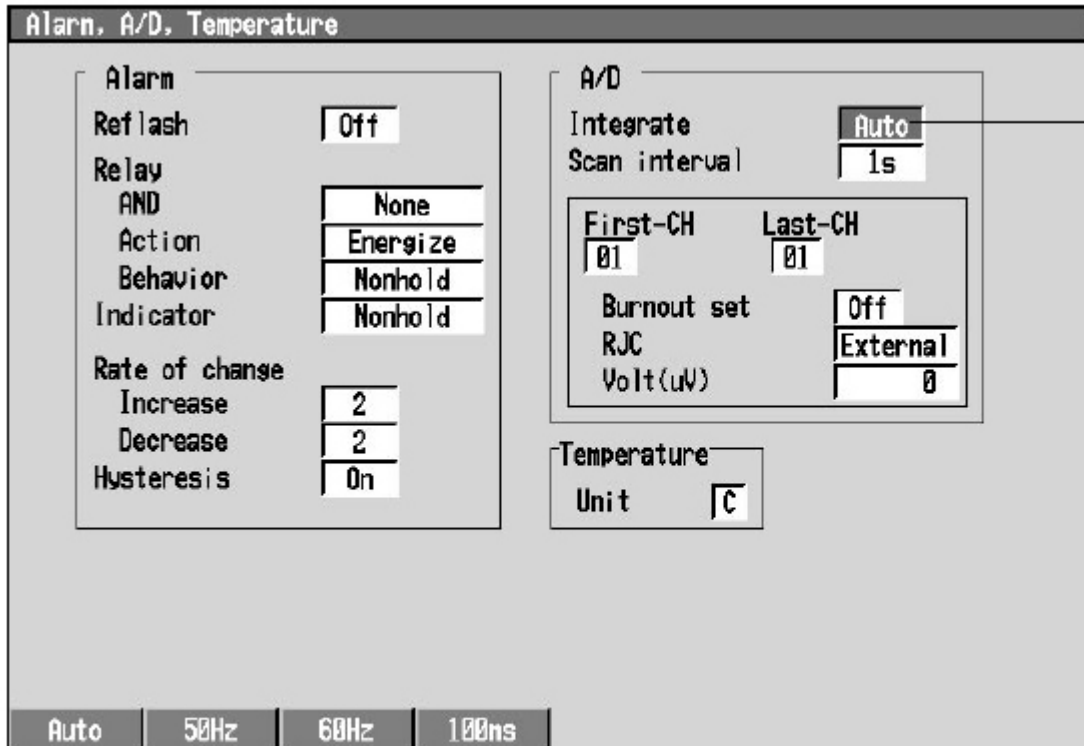 Alarm, A/D, Temperature
Alarm
Reflash Off
Relay
AND None
Action Energize
Behavior Nonhold
Indicator Nonhold
Rate of change
Increase 2
Decrease 2
Hysteresis On
A/D
Integrate Auto
Scan interval 1s
First-CH Last-CH
01 01
Burnout set Off
RJC External
Volt(uV) 0
Temperature
Unit C
Auto 50Hz 60Hz 100ms